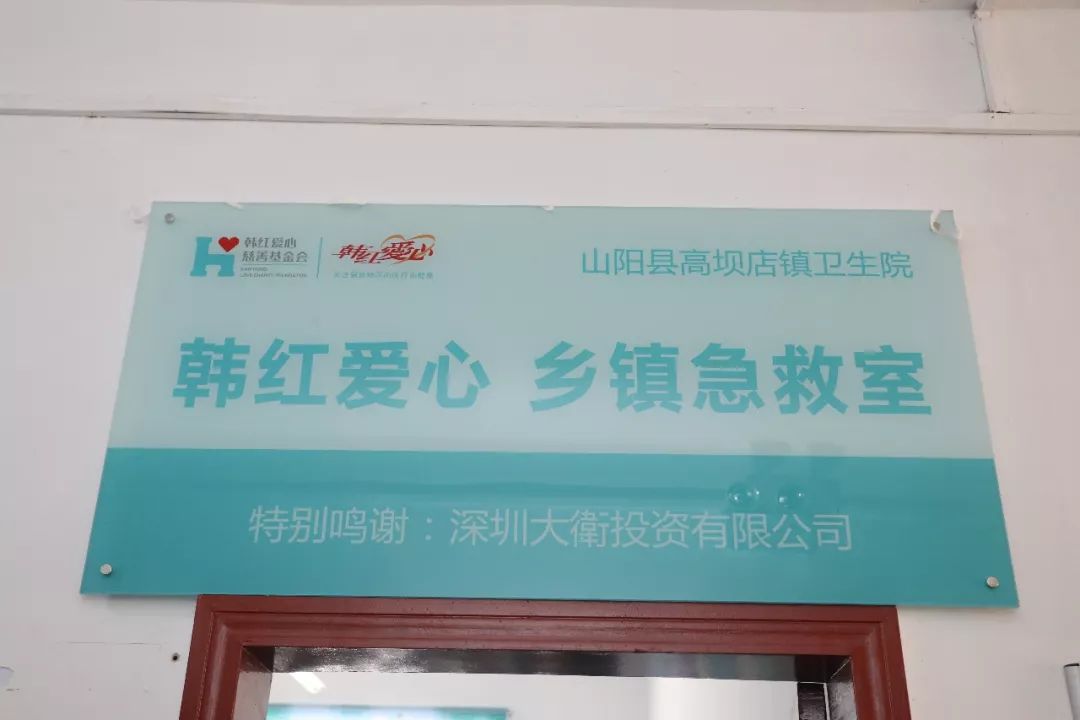 韩红爱心
慈善基金会
韩红爱心
山阳县高坝店镇卫生院
韩红爱心 乡镇急救室
特别鸣谢：深圳大衛投资有限公司